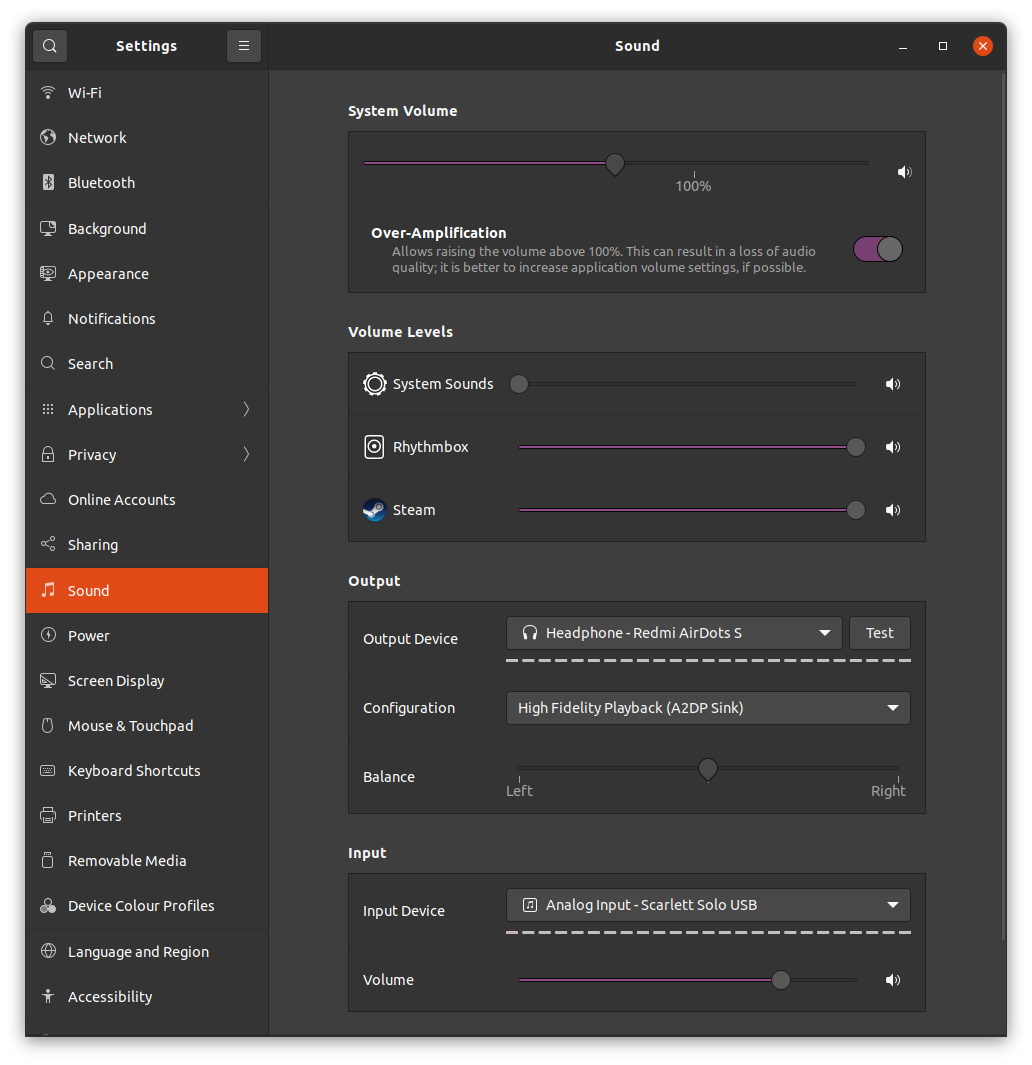 Settings
Sound
Wi-Fi
Network
Bluetooth
Background
Appearance
Notifications
Search
Applications
Privacy
Online Accounts
Sharing
Sound
Power
Screen Display
Mouse & Touchpad
Keyboard Shortcuts
Printers
Removable Media
Device Colour Profiles
Language and Region
Accessibility
System Volume
100%
Over-Amplification
Allows raising the volume above 100%. This can result in a loss of audio
quality; it is better to increase application volume settings, if possible.
Volume Levels
System Sounds
Rhythmbox
Steam
Output
Output Device
Headphone - Redmi AirDots S
Test
Configuration
High Fidelity Playback (A2DP Sink)
Balance
Left
Right
Input
Input Device
Analog Input - Scarlett Solo USB
Volume